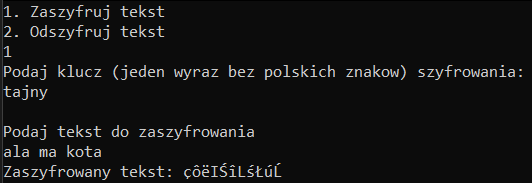 1. Zaszyfruj tekst
2. Odszyfruj tekst
1
Podaj klucz (jeden wyraz bez polskich znakow) szyfrowania:
tajny
Podaj tekst do zaszyfrowania
ala ma kota
Zaszyfrowany tekst: çôëIŚîLśŁúĹ